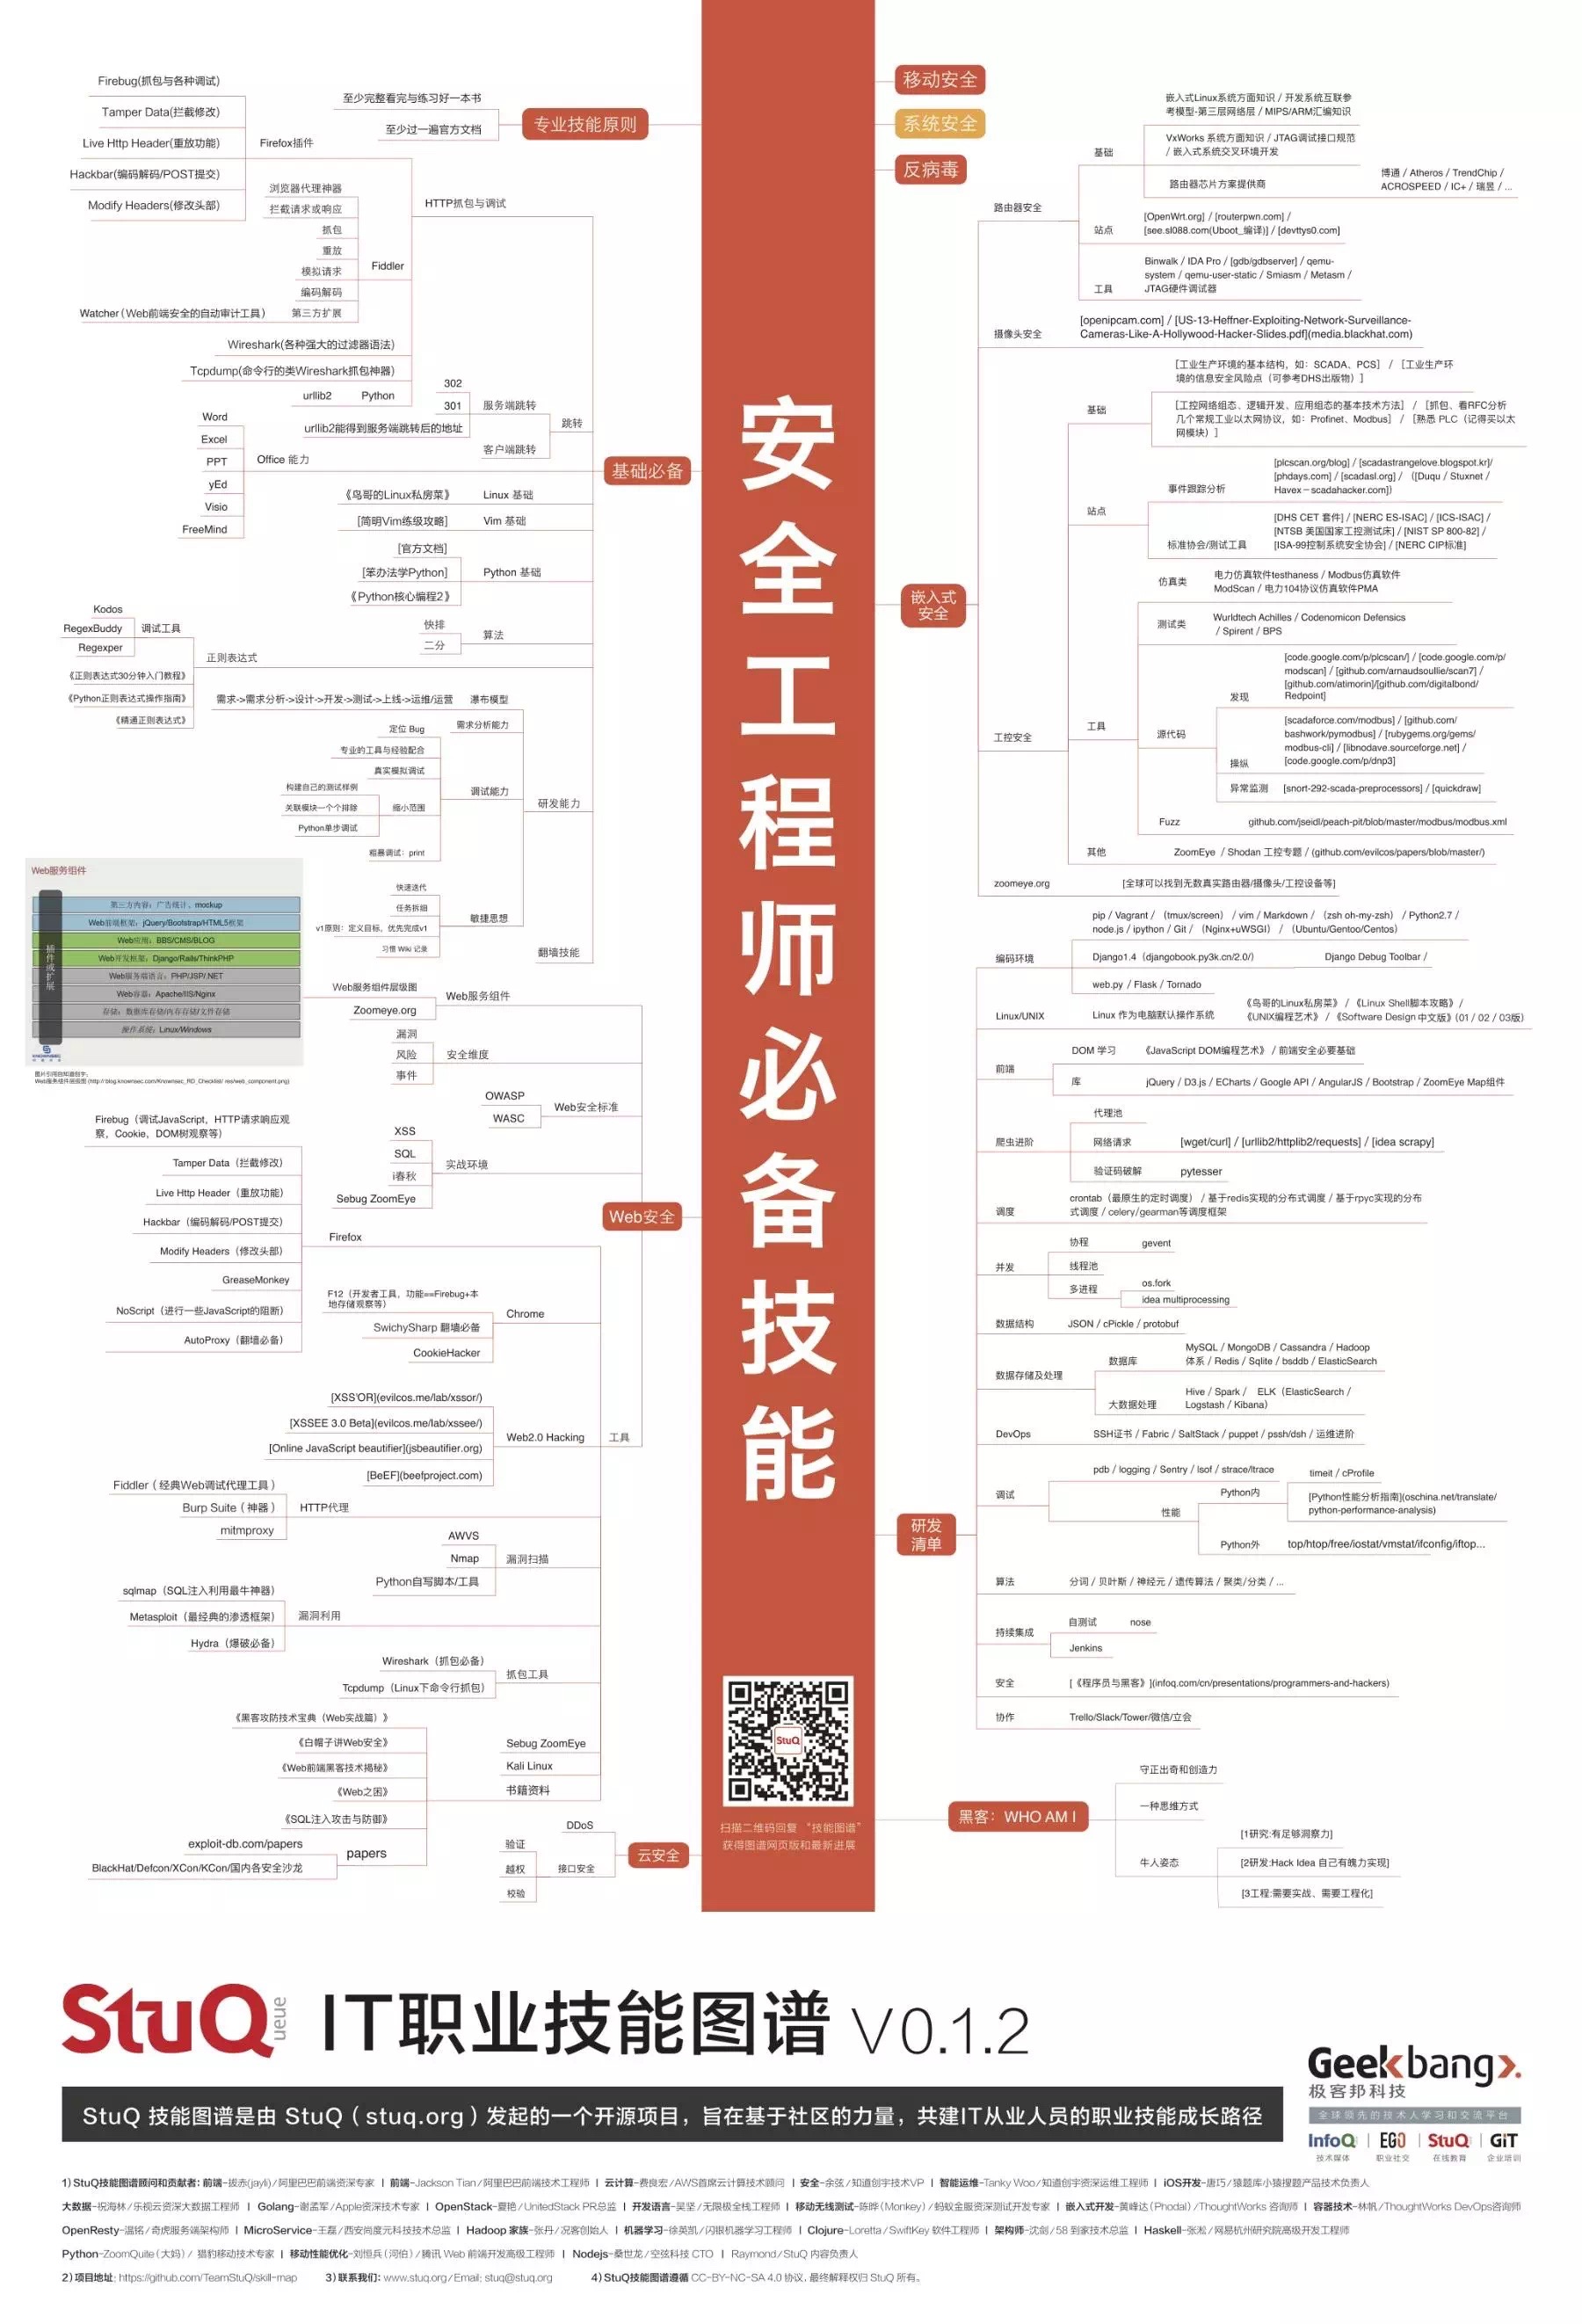 安全工程师必备技能
专业技能原则
至少完整看完与练习好一本书
至少过一遍官方文档
基础必备
HTTP抓包与调试
Firefox插件
Firebug(抓包与各种调试)
Tamper Data(拦截修改)
Live Http Header(重放功能)
Hackbar(编码解码/POST提交)
Modify Headers(修改头部)
Fiddler
浏览器代理神器
拦截请求或响应
抓包
重放
模拟请求
编码解码
第三方扩展
Watcher（Web前端安全的自动审计工具）
Wireshark(各种强大的过滤器语法)
Tcpdump(命令行的类Wireshark抓包神器)
Python
urllib2
跳转
服务端跳转
302
301
urllib2能得到服务端跳转后的地址
客户端跳转
Office 能力
Word
Excel
PPT
yEd
Visio
FreeMind
Linux 基础
《鸟哥的Linux私房菜》
Vim 基础
[简明Vim练级攻略]
Python 基础
[官方文档]
[笨办法学Python]
《Python核心编程2》
算法
快排
二分
正则表达式
调试工具
Kodos
RegexBuddy
Regexper
《正则表达式30分钟入门教程》
《Python正则表达式操作指南》
《精通正则表达式》
研发能力
瀑布模型
需求->需求分析->设计->开发->测试->上线->运维/运营
需求分析能力
调试能力
定位 Bug
专业的工具与经验配合
真实模拟调试
缩小范围
构建自己的测试样例
关联模块一个个排除
Python单步调试
粗暴调试：print
敏捷思想
快速迭代
任务拆细
v1原则：定义目标，优先完成v1
习惯 Wiki 记录
翻墙技能
Web服务组件
插件或扩展
第三方内容：广告统计、mockup
Web前端框架：jQuery/Bootstrap/HTML5框架
Web应用：BBS/CMS/BLOG
Web开发框架：Django/Rails/ThinkPHP
Web服务端语言：PHP/JSP/.NET
Web容器：Apache/IIS/Nginx
存储：数据库存储/内存存储/文件存储
操作系统：Linux/Windows
KNOWNSEC
图片引用自知道创宇，
Web服务组件层级图 (http://blog.knownsec.com/Knownsec_RD_Checklist/ res/web_component.png)
Web安全
Web服务组件
Web服务组件层级图
Zoomeye.org
安全维度
漏洞
风险
事件
Web安全标准
OWASP
WASC
实战环境
XSS
SQL
i春秋
Sebug ZoomEye
工具
Firefox
Firebug（调试JavaScript，HTTP请求响应观
察，Cookie，DOM树观察等）
Tamper Data（拦截修改）
Live Http Header（重放功能）
Hackbar（编码解码/POST提交）
Modify Headers（修改头部）
GreaseMonkey
NoScript（进行一些JavaScript的阻断）
AutoProxy（翻墙必备）
Chrome
F12（开发者工具，功能==Firebug+本
地存储观察等）
SwichySharp 翻墙必备
CookieHacker
Web2.0 Hacking
[XSS'OR](evilcos.me/lab/xssor/)
[XSSEE 3.0 Beta](evilcos.me/lab/xssee/)
[Online JavaScript beautifier](jsbeautifier.org)
[BeEF](beefproject.com)
HTTP代理
Fiddler（经典Web调试代理工具）
Burp Suite（神器）
mitmproxy
漏洞扫描
AWVS
Nmap
Python自写脚本/工具
漏洞利用
sqlmap（SQL注入利用最牛神器）
Metasploit（最经典的渗透框架）
Hydra（爆破必备）
抓包工具
Wireshark（抓包必备）
Tcpdump（Linux下命令行抓包）
Sebug ZoomEye
Kali Linux
书籍资料
《黑客攻防技术宝典（Web实战篇）》
《白帽子讲Web安全》
《Web前端黑客技术揭秘》
《Web之困》
《SQL注入攻击与防御》
papers
exploit-db.com/papers
BlackHat/Defcon/XCon/KCon/国内各安全沙龙
云安全
DDoS
接口安全
验证
越权
校验
移动安全
系统安全
反病毒
嵌入式
安全
路由器安全
基础
嵌入式Linux系统方面知识 / 开发系统互联参
考模型-第三层网络层 / MIPS/ARM汇编知识
VxWorks 系统方面知识 / JTAG调试接口规范
/ 嵌入式系统交叉环境开发
路由器芯片方案提供商
博通 / Atheros / TrendChip /
ACROSPEED / IC+ / 瑞昱 / ...
站点
[OpenWrt.org] / [routerpwn.com] /
[see.sl088.com(Uboot_编译)] / [devttys0.com]
工具
Binwalk / IDA Pro / [gdb/gdbserver] / qemu-
system / qemu-user-static / Smiasm / Metasm /
JTAG硬件调试器
摄像头安全
[openipcam.com] / [US-13-Heffner-Exploiting-Network-Surveillance-
Cameras-Like-A-Hollywood-Hacker-Slides.pdf](media.blackhat.com)
工控安全
基础
[工业生产环境的基本结构，如：SCADA、PCS] / [工业生产环
境的信息安全风险点（可参考DHS出版物）]
[工控网络组态、逻辑开发、应用组态的基本技术方法] / [抓包、看RFC分析
几个常规工业以太网协议，如：Profinet、Modbus] / [熟悉 PLC（记得买以太
网模块）]
站点
事件跟踪分析
[plcscan.org/blog] / [scadastrangelove.blogspot.kr]/
[phdays.com] / [scadasl.org] / （[Duqu / Stuxnet /
Havex－scadahacker.com]）
标准协会/测试工具
[DHS CET 套件] / [NERC ES-ISAC] / [ICS-ISAC] /
[NTSB 美国国家工控测试床] / [NIST SP 800-82] /
[ISA-99控制系统安全协会] / [NERC CIP标准]
工具
仿真类
电力仿真软件testhaness / Modbus仿真软件
ModScan / 电力104协议仿真软件PMA
测试类
Wurldtech Achilles / Codenomicon Defensics
/ Spirent / BPS
源代码
发现
[code.google.com/p/plcscan/] / [code.google.com/p/
modscan] / [github.com/arnaudsoullie/scan7] /
[github.com/atimorin]/[github.com/digitalbond/
Redpoint]
操纵
[scadaforce.com/modbus] / [github.com/
bashwork/pymodbus] / [rubygems.org/gems/
modbus-cli] / [libnodave.sourceforge.net] /
[code.google.com/p/dnp3]
异常监测
[snort-292-scada-preprocessors] / [quickdraw]
Fuzz
github.com/jseidl/peach-pit/blob/master/modbus/modbus.xml
其他
ZoomEye / Shodan 工控专题 / (github.com/evilcos/papers/blob/master/)
zoomeye.org
[全球可以找到无数真实路由器/摄像头/工控设备等]
研发
清单
编码环境
pip / Vagrant / （tmux/screen） / vim / Markdown / （zsh oh-my-zsh） / Python2.7 /
node.js / ipython / Git / （Nginx+uWSGI） / （Ubuntu/Gentoo/Centos）
Django1.4（djangobook.py3k.cn/2.0/）
Django Debug Toolbar /
web.py / Flask / Tornado
Linux/UNIX
Linux 作为电脑默认操作系统
《鸟哥的Linux私房菜》 / 《Linux Shell脚本攻略》 /
《UNIX编程艺术》 / 《Software Design 中文版》(01 / 02 / 03版)
前端
DOM 学习
《JavaScript DOM编程艺术》 / 前端安全必要基础
库
jQuery / D3.js / ECharts / Google API / AngularJS / Bootstrap / ZoomEye Map组件
爬虫进阶
代理池
网络请求
[wget/curl] / [urllib2/httplib2/requests] / [idea scrapy]
验证码破解
pytesser
调度
crontab（最原生的定时调度） / 基于redis实现的分布式调度 / 基于rpyc实现的分布
式调度 / celery/gearman等调度框架
并发
协程
gevent
线程池
多进程
os.fork
idea multiprocessing
数据结构
JSON / cPickle / protobuf
数据存储及处理
数据库
MySQL / MongoDB / Cassandra / Hadoop
体系 / Redis / Sqlite / bsddb / ElasticSearch
大数据处理
Hive / Spark / ELK（ElasticSearch /
Logstash / Kibana）
DevOps
SSH证书 / Fabric / SaltStack / puppet / pssh/dsh / 运维进阶
调试
pdb / logging / Sentry / lsof / strace/ltrace
性能
Python内
timeit / cProfile
[Python性能分析指南](oschina.net/translate/
python-performance-analysis)
Python外
top/htop/free/iostat/vmstat/ifconfig/iftop...
算法
分词 / 贝叶斯 / 神经元 / 遗传算法 / 聚类/分类 / ...
持续集成
自测试
nose
Jenkins
安全
[《程序员与黑客》](infoq.com/cn/presentations/programmers-and-hackers)
协作
Trello/Slack/Tower/微信/立会
黑客：WHO AM I
守正出奇和创造力
一种思维方式
牛人姿态
[1研究:有足够洞察力]
[2研发:Hack Idea 自己有魄力实现]
[3工程:需要实战、需要工程化]
StuQ
扫描二维码回复 “技能图谱”
获得图谱网页版和最新进展
StuQ ueue IT职业技能图谱 V0.1.2
StuQ 技能图谱是由 StuQ（stuq.org）发起的一个开源项目，旨在基于社区的力量，共建IT从业人员的职业技能成长路径
Geekbang>.
极客邦科技
全球领先的技术人学习和交流平台
InfoQ | EGO | StuQ | GiT
技术媒体 职业社交 在线教育 企业培训
1) StuQ技能图谱顾问和贡献者: 前端-拔赤(jayli)/阿里巴巴前端资深专家 | 前端-Jackson Tian/阿里巴巴前端技术工程师 | 云计算-费良宏/AWS首席云计算技术顾问 | 安全-余弦/知道创宇技术VP | 智能运维-Tanky Woo/知道创宇资深运维工程师 | iOS开发-唐巧/猿题库小猿搜题产品技术负责人
大数据-祝海林/乐视云资深大数据工程师 | Golang-谢孟军/Apple资深技术专家 | OpenStack-夏艳/UnitedStack PR总监 | 开发语言-吴坚/无限极全栈工程师 | 移动无线测试-陈晔(Monkey)/蚂蚁金服资深测试开发专家 | 嵌入式开发-黄峰达(Phodal)/ThoughtWorks 咨询师 | 容器技术-林帆/ThoughtWorks DevOps咨询师
OpenResty-温铭/奇虎服务端架构师 | MicroService-王磊/西安尚度元科技技术总监 | Hadoop 家族-张丹/况客创始人 | 机器学习-徐英凯/闪银机器学习工程师 | Clojure-Loretta/SwiftKey 软件工程师 | 架构师-沈剑/58 到家技术总监 | Haskell-张淞/网易杭州研究院高级开发工程师
Python-ZoomQuite(大妈)/ 猎豹移动技术专家 | 移动性能优化-刘恒兵(河伯)/腾讯 Web 前端开发高级工程师 | Nodejs-桑世龙/空弦科技 CTO | Raymond/StuQ 内容负责人
2)项目地址: https://github.com/TeamStuQ/skill-map 3)联系我们: www.stuq.org/Email: stuq@stuq.org 4)StuQ技能图谱遵循 CC-BY-NC-SA 4.0 协议, 最终解释权归 StuQ 所有。